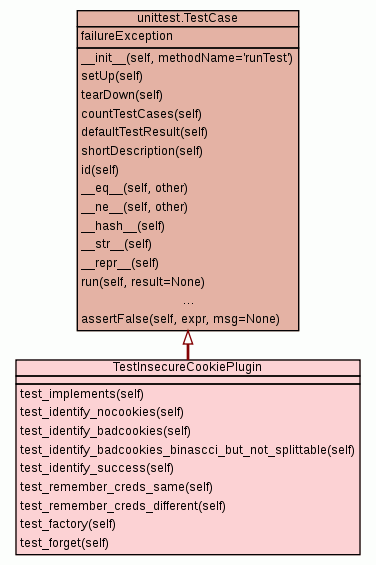 unittest.TestCase
failureException
__init__(self, methodName='runTest')
setUp(self)
tearDown(self)
countTestCases(self)
defaultTestResult(self)
shortDescription(self)
id(self)
__eq__(self, other)
__ne__(self, other)
__hash__(self)
__str__(self)
__repr__(self)
run(self, result=None)
...
assertFalse(self, expr, msg=None)
TestInsecureCookiePlugin
test_implements(self)
test_identify_nocookies(self)
test_identify_badcookies(self)
test_identify_badcookies_binascci_but_not_splittable(self)
test_identify_success(self)
test_remember_creds_same(self)
test_remember_creds_different(self)
test_factory(self)
test_forget(self)